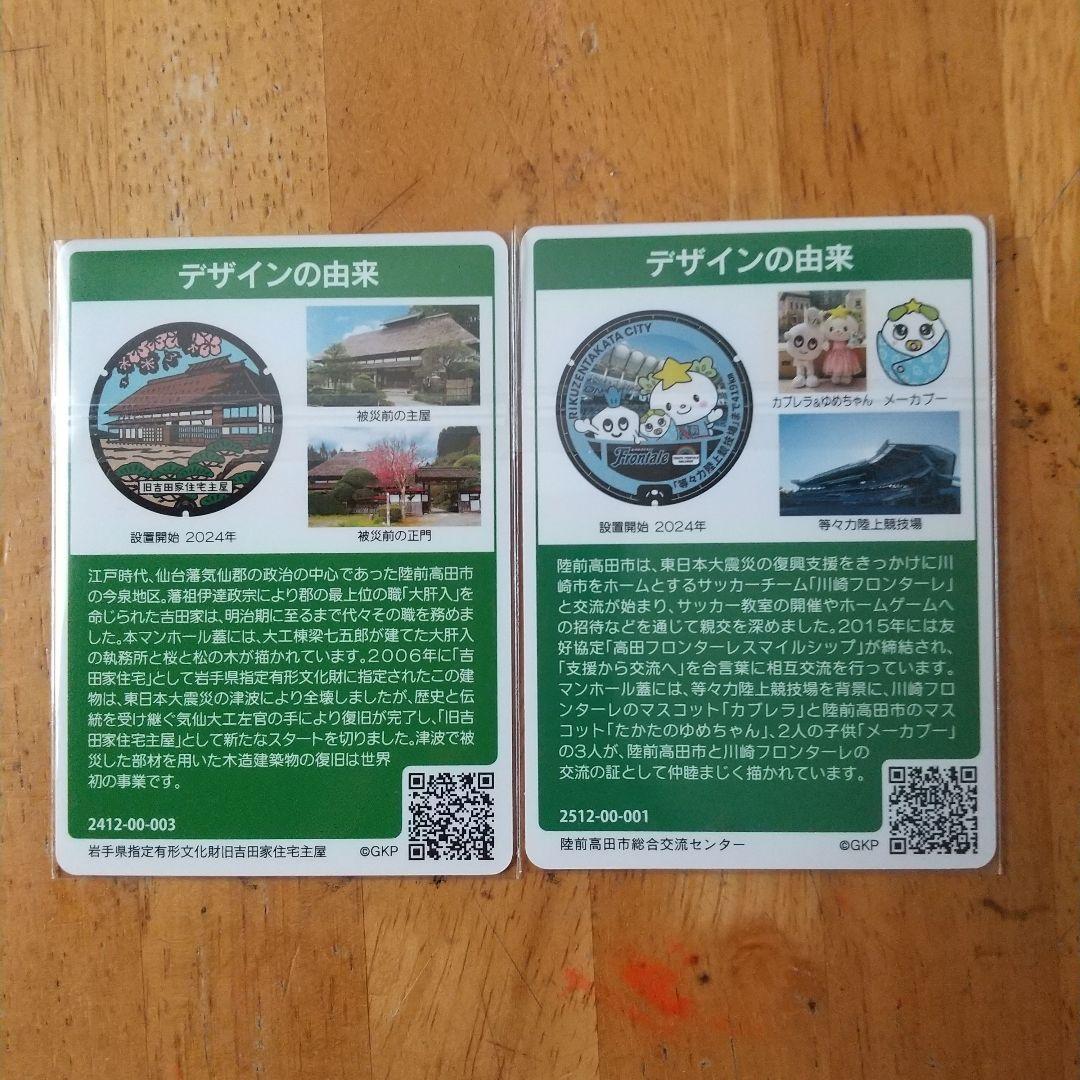 デザインの由来
旧吉田家住宅主屋
設置開始 2024年
被災前の主屋
被災前の正門
江戸時代、仙台藩気仙郡の政治の中心であった陸前高田市
の今泉地区。藩祖伊達政宗により郡の最上位の職「大肝入」を
命じられた吉田家は、明治期に至るまで代々その職を務めま
した。本マンホール蓋には、大工棟梁七五郎が建てた大肝入
の執務所と桜と松の木が描かれています。2006年に「吉
田家住宅」として岩手県指定有形文化財に指定されたこの建
物は、東日本大震災の津波により全壊しましたが、歴史と伝
統を受け継ぐ気仙大工左官の手により復旧が完了し、「旧吉
田家住宅主屋」として新たなスタートを切りました。津波で被
災した部材を用いた木造建築物の復旧は世界
初の事業です。
2412-00-003
岩手県指定有形文化財旧吉田家住宅主屋
©GKP
デザインの由来
RIKUZENTAKATA CITY
Frontale
「等々力陸上競技場」まで419km
設置開始 2024年
カブレラ&ゆめちゃん
メーカブー
等々力陸上競技場
陸前高田市は、東日本大震災の復興支援をきっかけに川
崎市をホームとするサッカーチーム「川崎フロンターレ」
と交流が始まり、サッカー教室の開催やホームゲームへ
の招待などを通じて親交を深めました。2015年には友
好協定「高田フロンターレスマイルシップ」が締結され、
「支援から交流へ」を合言葉に相互交流を行っています。
マンホール蓋には、等々力陸上競技場を背景に、川崎フロ
ンターレのマスコット「カブレラ」と陸前高田市のマス
コット「たかたのゆめちゃん」、2人の子供「メーカブー」
の3人が、陸前高田市と川崎フロンターレの
交流の証として仲睦まじく描かれています。
2512-00-001
陸前高田市総合交流センター
©GKP